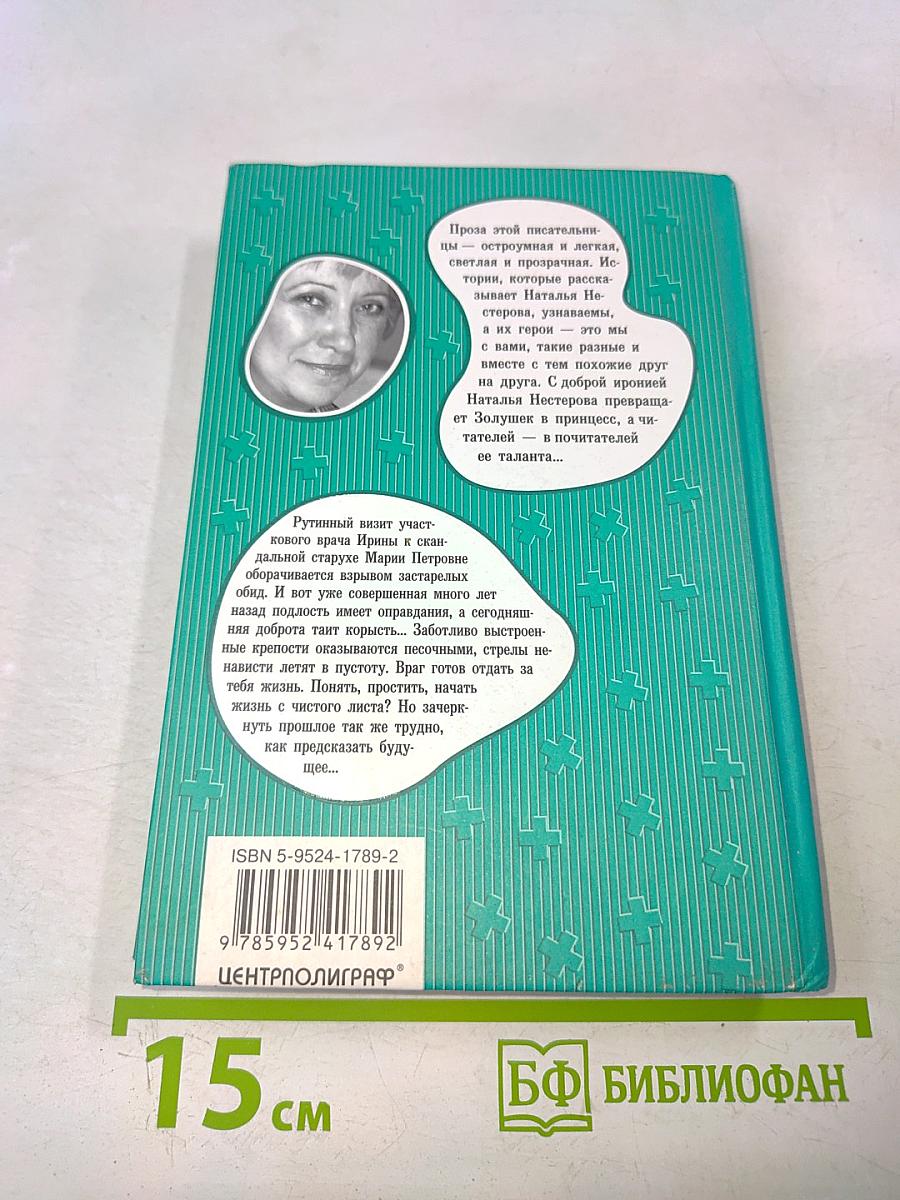 Проза этой писательни-
цы — остроумная и легкая,
светлая и прозрачная. Ис-
тории, которые расска-
зывает Наталья Не-
стерова, узнаваемы,
а их герои — это мы
с вами, такие разные и
вместе с тем похожие друг
на друга. С доброй иронией
Наталья Нестерова превраща-
ет Золушек в принцесс, а чи-
тателей — в почитателей
ее таланта...
Рутинный визит участ-
кового врача Ирины к скан-
дальной старухе Марии Петровне
оборачивается взрывом застарелых
обид. И вот уже совершенная много лет
назад подлость имеет оправдания, а сегодняш-
няя доброта таит корысть... Заботливо выстроен-
ные крепости оказываются песочными, стрелы не-
нависти летят в пустоту. Враг готов отдать за
тебя жизнь. Понять, простить, начать
жизнь с чистого листа? Но зачерк-
нуть прошлое так же трудно,
как предсказать буду-
щее...
ISBN 5-9524-1789-2
9 785952 417892
ЦЕНТРПОЛИГРАФ®
15 см
БФ БИБЛИОФАН